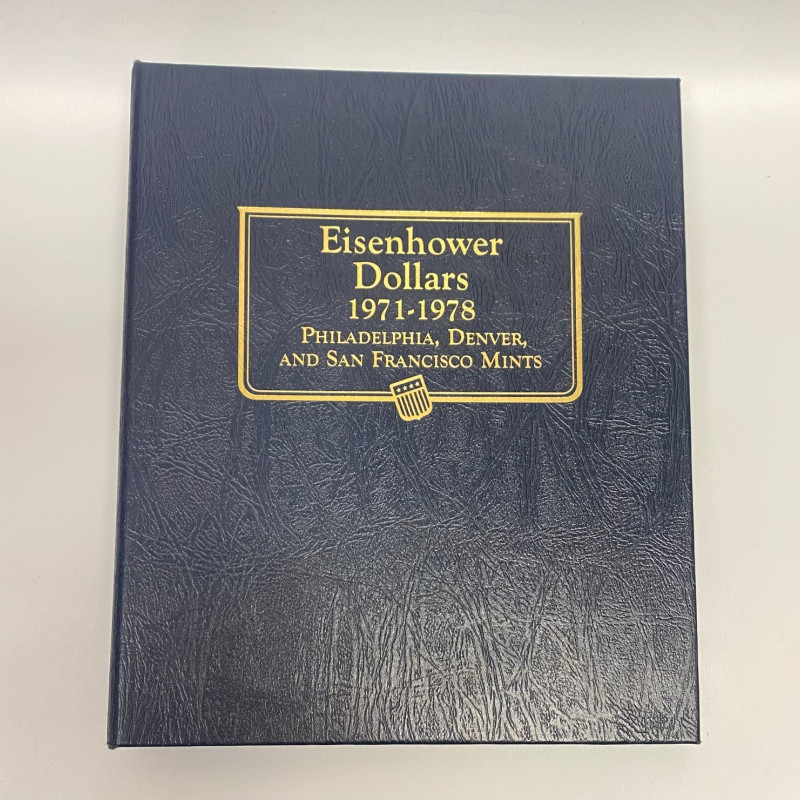 Eisenhower
Dollars
1971-1978
Philadelphia, Denver,
and San Francisco Mints